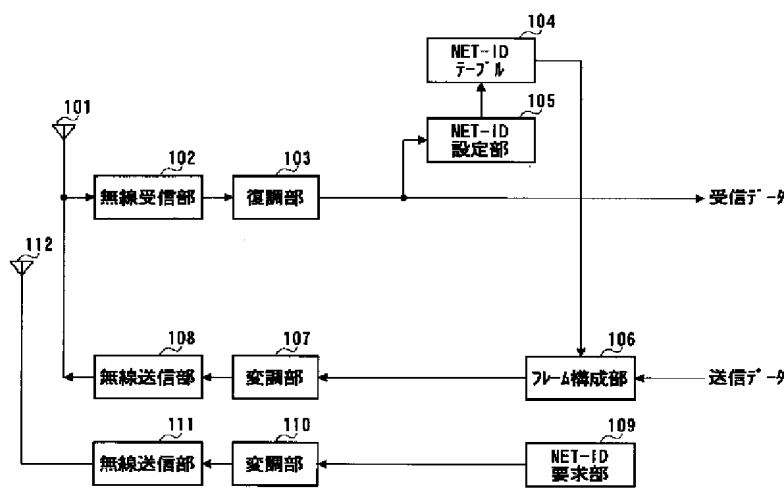 104
NET-ID
テーブル
101
105
NET-ID
設定部
102
103
無線受信部
復調部
受信データ
112
108
107
106
無線送信部
変調部
フレーム構成部
送信データ
111
110
109
無線送信部
変調部
NET-ID
要求部